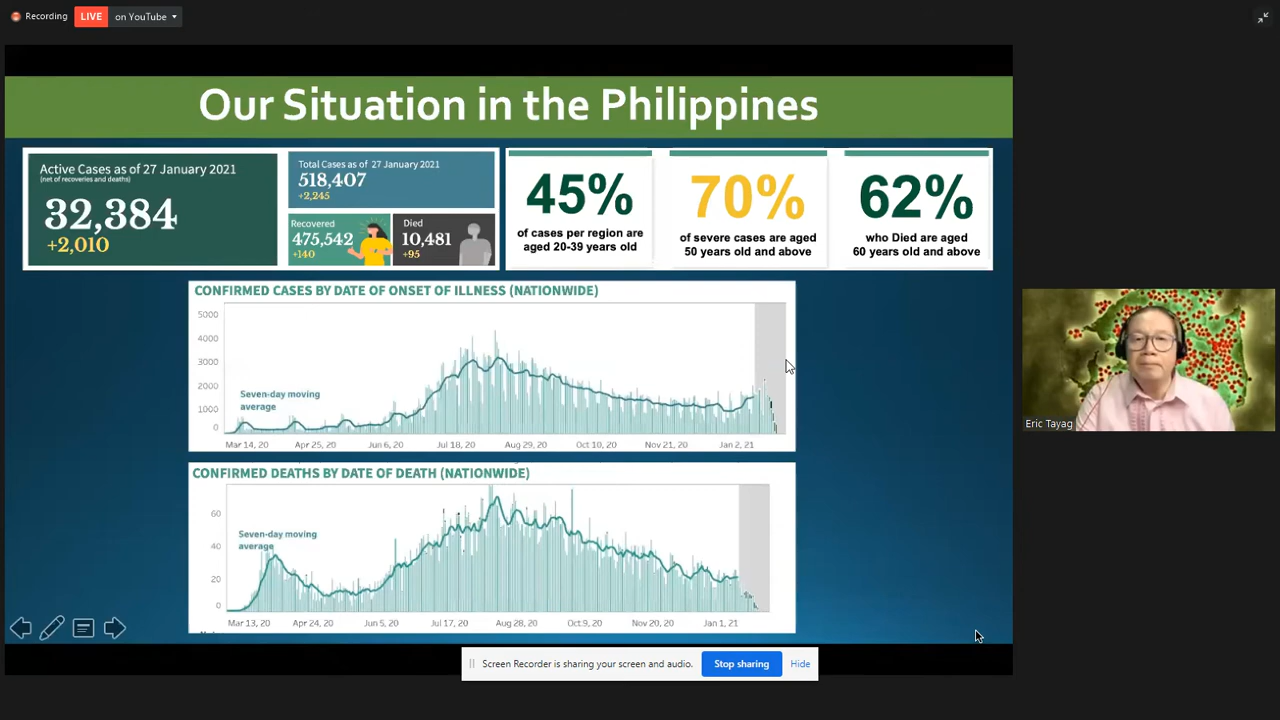 Recording
LIVE
on YouTube
Our Situation in the Philippines
Active Cases as of 27 January 2021
(net of recoveries and deaths)
32,384
+2,010
Total Cases as of 27 January 2021
518,407
+2,245
Recovered
475,542
+140
Died
10,481
+95
45%
of cases per region are
aged 20-39 years old
70%
of severe cases are aged
50 years old and above
62%
who Died are aged
60 years old and above
CONFIRMED CASES BY DATE OF ONSET OF ILLNESS (NATIONWIDE)
5000
4000
3000
2000
1000
0
Seven-day moving
average
Mar 14, 20 Apr 25, 20 Jun 6, 20 Jul 18, 20 Aug 29, 20 Oct 10, 20 Nov 21, 20 Jan 2, 21
CONFIRMED DEATHS BY DATE OF DEATH (NATIONWIDE)
60
40
20
0
Seven-day moving
average
Mar 13, 20 Apr 24, 20 Jun 5, 20 Jul 17, 20 Aug 28, 20 Oct 9, 20 Nov 20, 20 Jan 1, 21
Eric Tayag
Screen Recorder is sharing your screen and audio.
Stop sharing
Hide